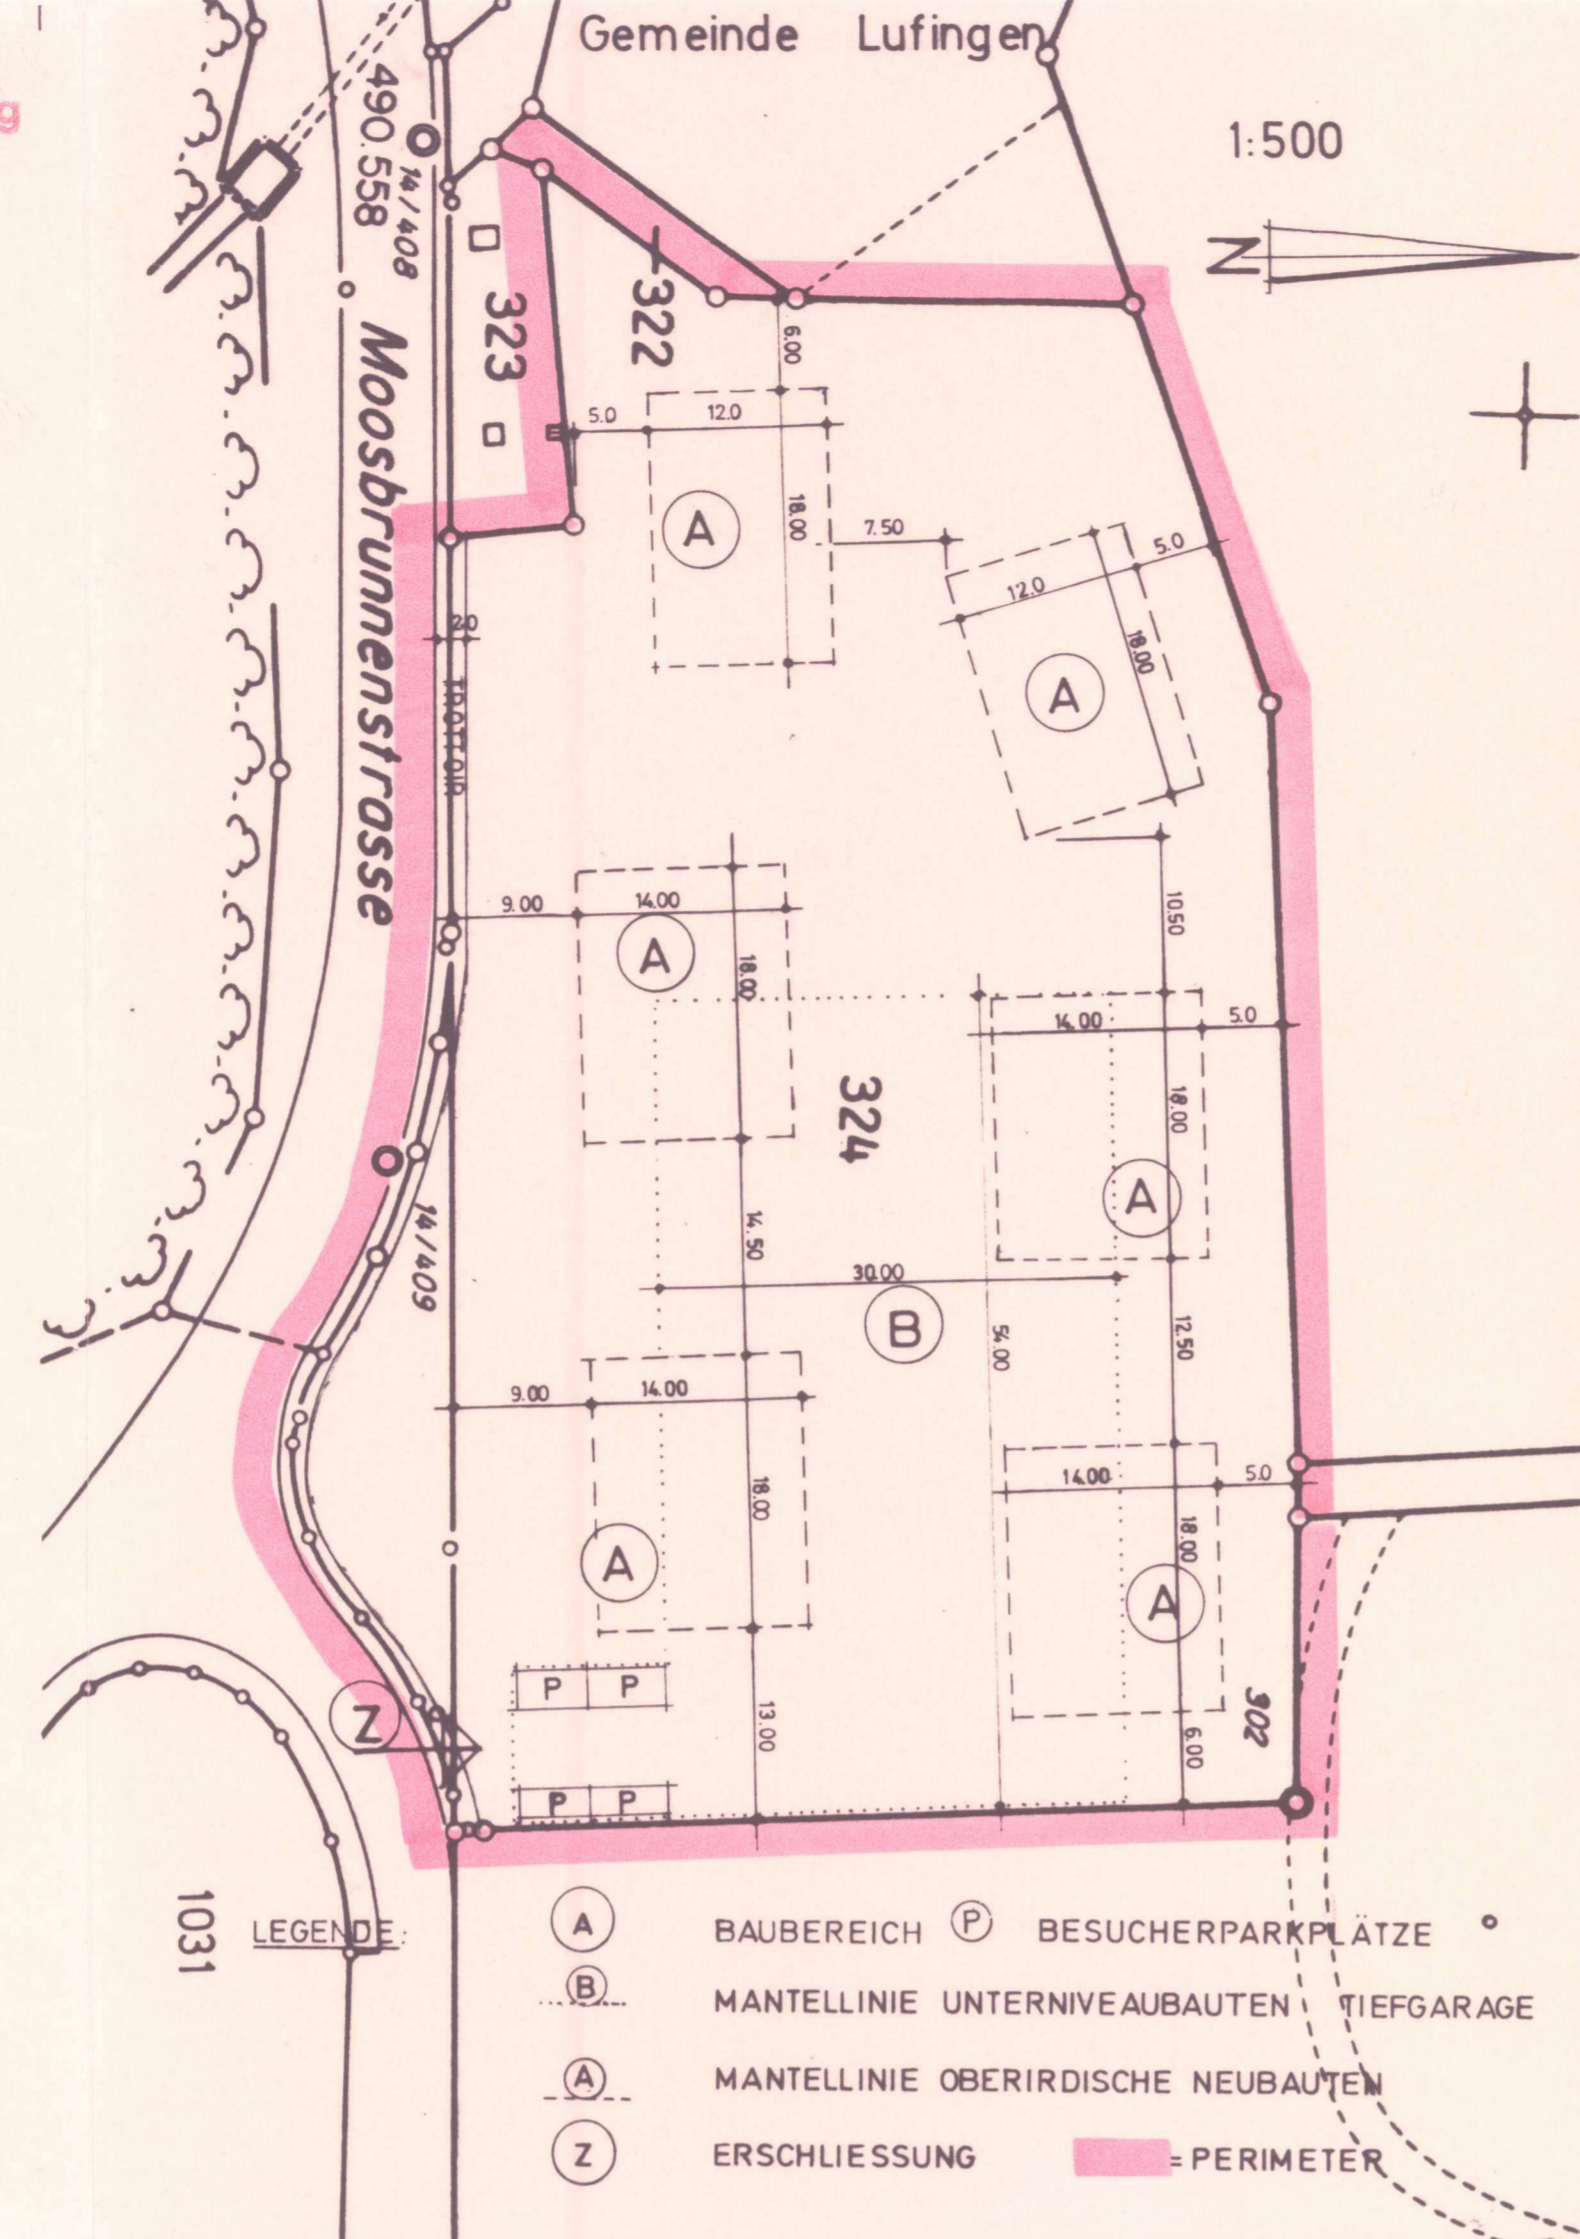 Gemeinde Lufingen
g
1:500
N
490.558
14/408
Moosbrunnenstrasse
323
322
6.00
5.0
12.0
18.00
A
7.50
5.0
12.0
18.00
A
2.0
TROTTOIR
9.00
14.00
A
18.00
10.50
14.00
5.0
18.00
A
324
14/409
14.50
30.00
B
54.00
12.50
9.00
14.00
18.00
A
14.00
5.0
18.00
A
302
Z
P P
13.00
6.00
P P
1031
LEGENDE:
A BAUBEREICH P BESUCHERPARKPLÄTZE
B MANTELLINIE UNTERNIVEAUBAUTEN TIEFGARAGE
A MANTELLINIE OBERIRDISCHE NEUBAUTEN
Z ERSCHLIESSUNG = PERIMETER